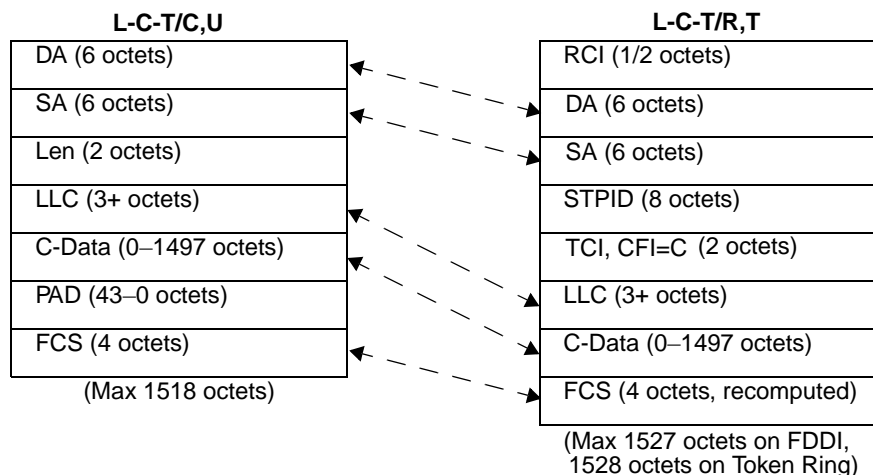 L-C-T/C,U
DA (6 octets)
SA (6 octets)
Len (2 octets)
LLC (3+ octets)
C-Data (0–1497 octets)
PAD (43–0 octets)
FCS (4 octets)
(Max 1518 octets)
L-C-T/R,T
RCI (1/2 octets)
DA (6 octets)
SA (6 octets)
STPID (8 octets)
TCI, CFI=C (2 octets)
LLC (3+ octets)
C-Data (0–1497 octets)
FCS (4 octets, recomputed)
(Max 1527 octets on FDDI,
1528 octets on Token Ring)